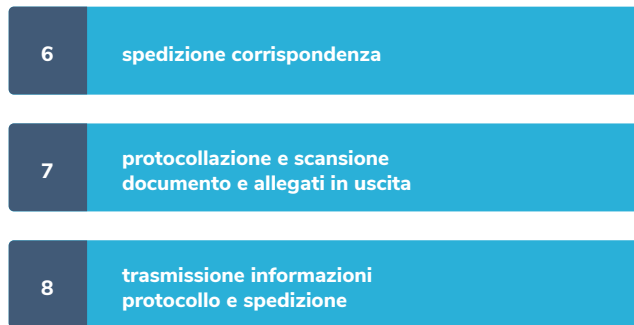 6
spedizione corrispondenza
7
protocollazione e scansione
documento e allegati in uscita
8
trasmissione informazioni
protocollo e spedizione